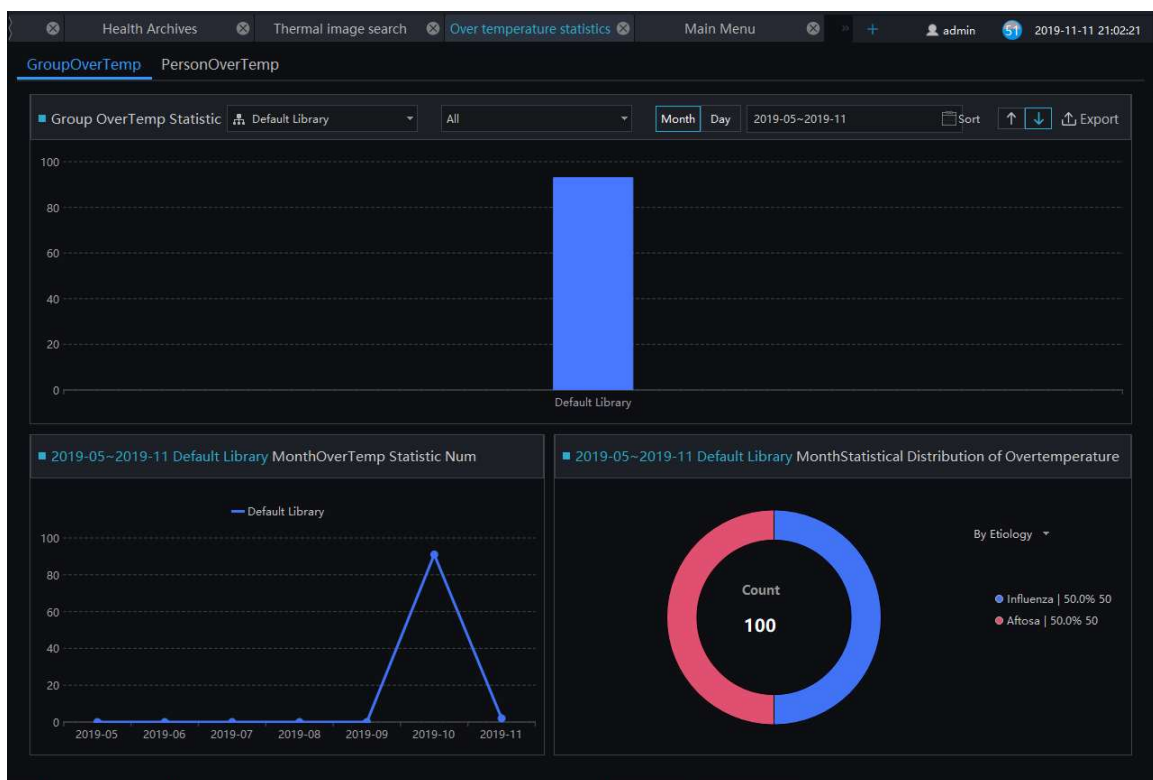 Health Archives Thermal image search Over temperature statistics Main Menu » + admin 51 2019-11-11 21:02:21
GroupOverTemp PersonOverTemp
Group OverTemp Statistic Default Library All Month Day 2019-05~2019-11 Sort ↑ ↓ Export
100
80
60
40
20
0
Default Library
2019-05~2019-11 Default Library MonthOverTemp Statistic Num
Default Library
100
80
60
40
20
0
2019-05 2019-06 2019-07 2019-08 2019-09 2019-10 2019-11
2019-05~2019-11 Default Library MonthStatistical Distribution of Overtemperature
By Etiology
Count
100
Influenza | 50.0% 50
Aftosa | 50.0% 50